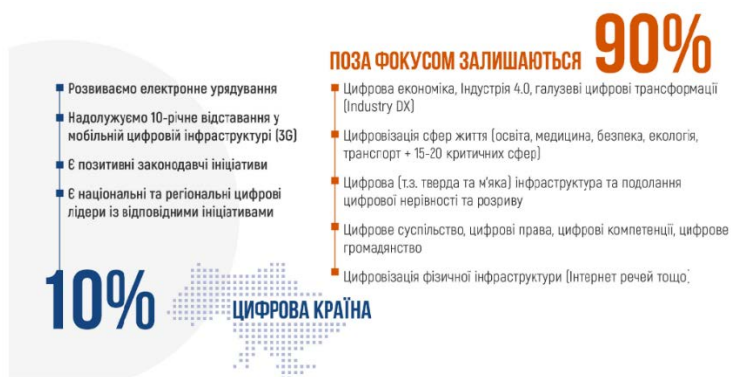 Розвиваємо електронне урядування
Надолужуємо 10-річне відставання у
мобільній цифровій інфраструктурі (3G)
Є позитивні законодавчі ініціативи
Є національні та регіональні цифрові
лідери із відповідними ініціативами
10%
ЦИФРОВА КРАЇНА
ПОЗА ФОКУСОМ ЗАЛИШАЮТЬСЯ 90%
Цифрова економіка, Індустрія 4.0, галузеві цифрові трансформації
(Industry DX)
Цифровізація сфер життя (освіта, медицина, безпека, екологія,
транспорт + 15-20 критичних сфер)
Цифрова (т.з. тверда та м'яка) інфраструктура та подолання
цифрової нерівності та розриву
Цифрове суспільство, цифрові права, цифрові компетенції, цифрове
громадянство
Цифровізація фізичної інфраструктури (Інтернет речей тощо)